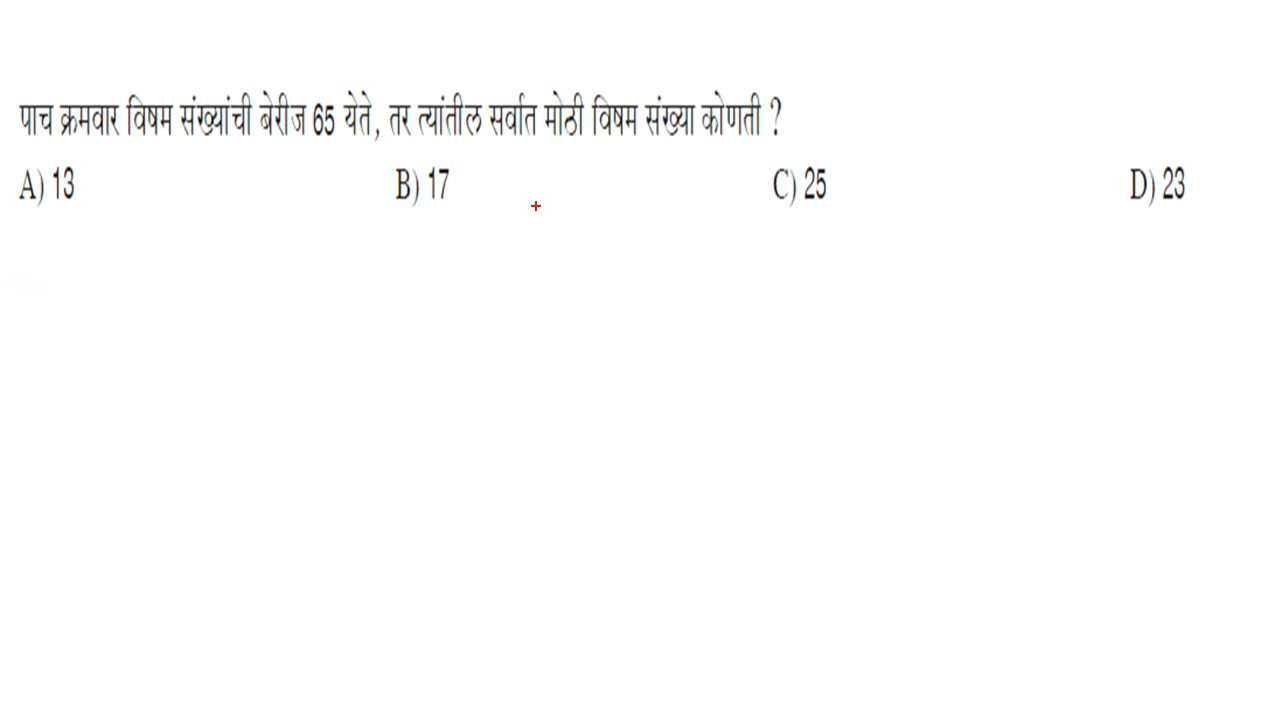 पाच क्रमवार विषम संख्यांची बेरीज 65 येते, तर त्यांतील सर्वात मोठी विषम संख्या कोणती ?
A) 13 B) 17 C) 25 D) 23